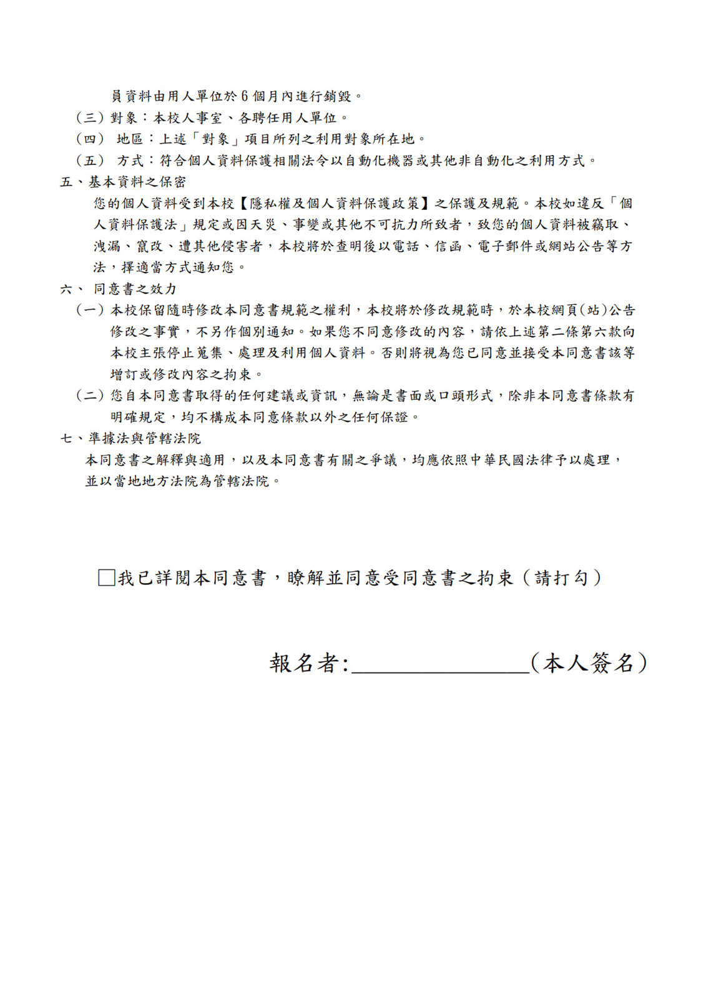 員資料由用人單位於 6 個月內進行銷毀。
（三）對象：本校人事室、各聘任用人單位。
（四） 地區：上述「對象」項目所列之利用對象所在地。
（五） 方式：符合個人資料保護相關法令以自動化機器或其他非自動化之利用方式。
五、基本資料之保密
您的個人資料受到本校【隱私權及個人資料保護政策】之保護及規範。本校如違反「個
人資料保護法」規定或因天災、事變或其他不可抗力所致者，致您的個人資料被竊取、
洩漏、竄改、遭其他侵害者，本校將於查明後以電話、信函、電子郵件或網站公告等方
法，擇適當方式通知您。
六、 同意書之效力
（一）本校保留隨時修改本同意書規範之權利，本校將於修改規範時，於本校網頁(站)公告
修改之事實，不另作個別通知。如果您不同意修改的內容，請依上述第二條第六款向
本校主張停止蒐集、處理及利用個人資料。否則將視為您已同意並接受本同意書該等
增訂或修改內容之拘束。
（二）您自本同意書取得的任何建議或資訊，無論是書面或口頭形式，除非本同意書條款有
明確規定，均不構成本同意條款以外之任何保證。
七、準據法與管轄法院
本同意書之解釋與適用，以及本同意書有關之爭議，均應依照中華民國法律予以處理，
並以當地地方法院為管轄法院。
□我已詳閱本同意書，瞭解並同意受同意書之拘束（請打勾）
報名者:_______________(本人簽名)